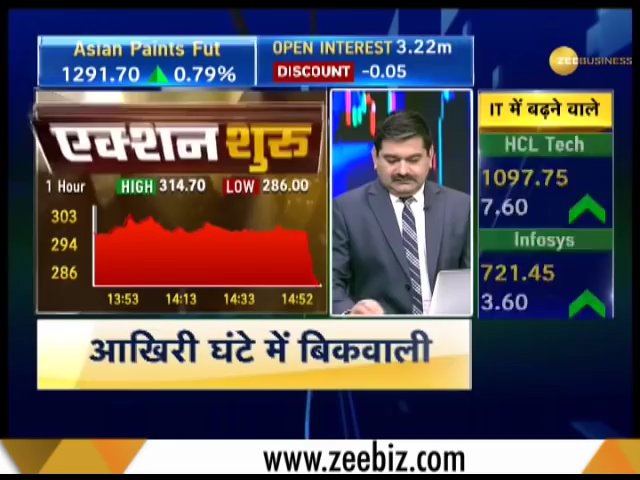 Asian Paints Fut
1291.70 0.79%
OPEN INTEREST 3.22m
DISCOUNT -0.05
ZEEBUSINESS
एक्शन शुरू
1 Hour HIGH 314.70 LOW 286.00
303
294
286
13:53 14:13 14:33 14:52
IT में बढ़ने वाले
HCL Tech
1097.75
7.60
Infosys
721.45
3.60
आखिरी घंटे में बिकवाली
www.zeebiz.com